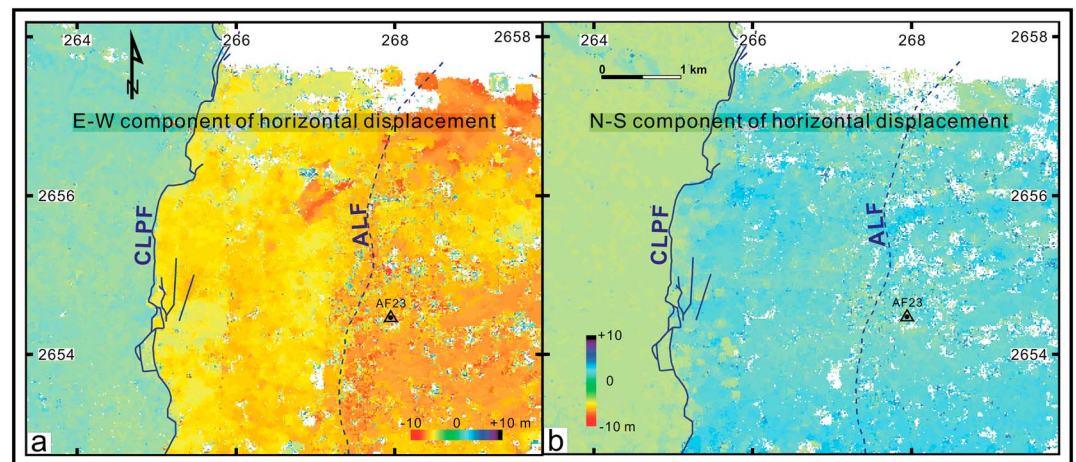 264
266
268
2658
N
E-W component of horizontal displacement
2656
CLPF
ALF
AF23
2654
-10 0 +10 m
a
264
266
268
2658
0 1 km
N-S component of horizontal displacement
2656
CLPF
ALF
AF23
+10
0
-10 m
2654
b